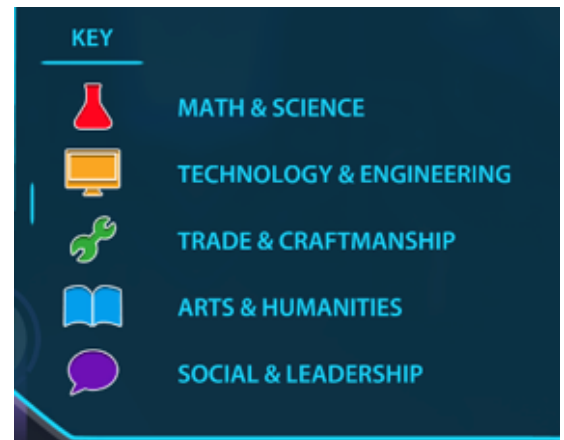 KEY
MATH & SCIENCE
TECHNOLOGY & ENGINEERING
TRADE & CRAFTMANSHIP
ARTS & HUMANITIES
SOCIAL & LEADERSHIP